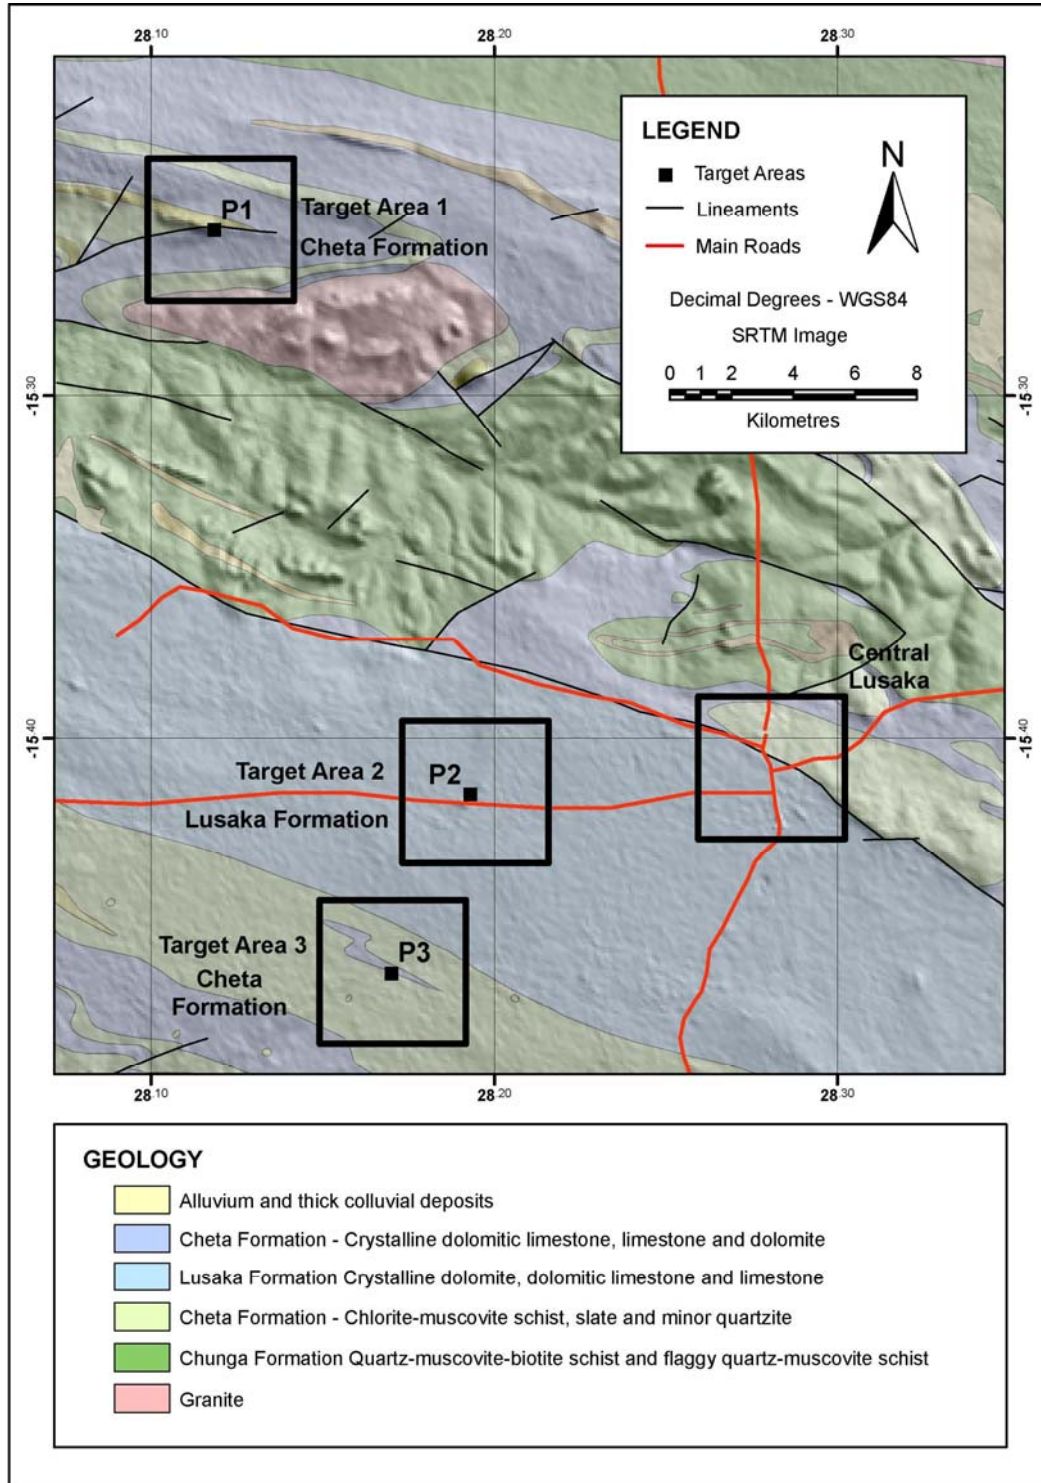 28.10 28.20 28.30
LEGEND
Target Areas
Lineaments
Main Roads
N
Decimal Degrees - WGS84
SRTM Image
0 1 2 4 6 8
Kilometres
P1
Target Area 1
Cheta Formation
-15.30 -15.30
Central
Lusaka
-15.40 -15.40
Target Area 2
P2
Lusaka Formation
Target Area 3
P3
Cheta
Formation
28.10 28.20 28.30
GEOLOGY
Alluvium and thick colluvial deposits
Cheta Formation - Crystalline dolomitic limestone, limestone and dolomite
Lusaka Formation Crystalline dolomite, dolomitic limestone and limestone
Cheta Formation - Chlorite-muscovite schist, slate and minor quartzite
Chunga Formation Quartz-muscovite-biotite schist and flaggy quartz-muscovite schist
Granite